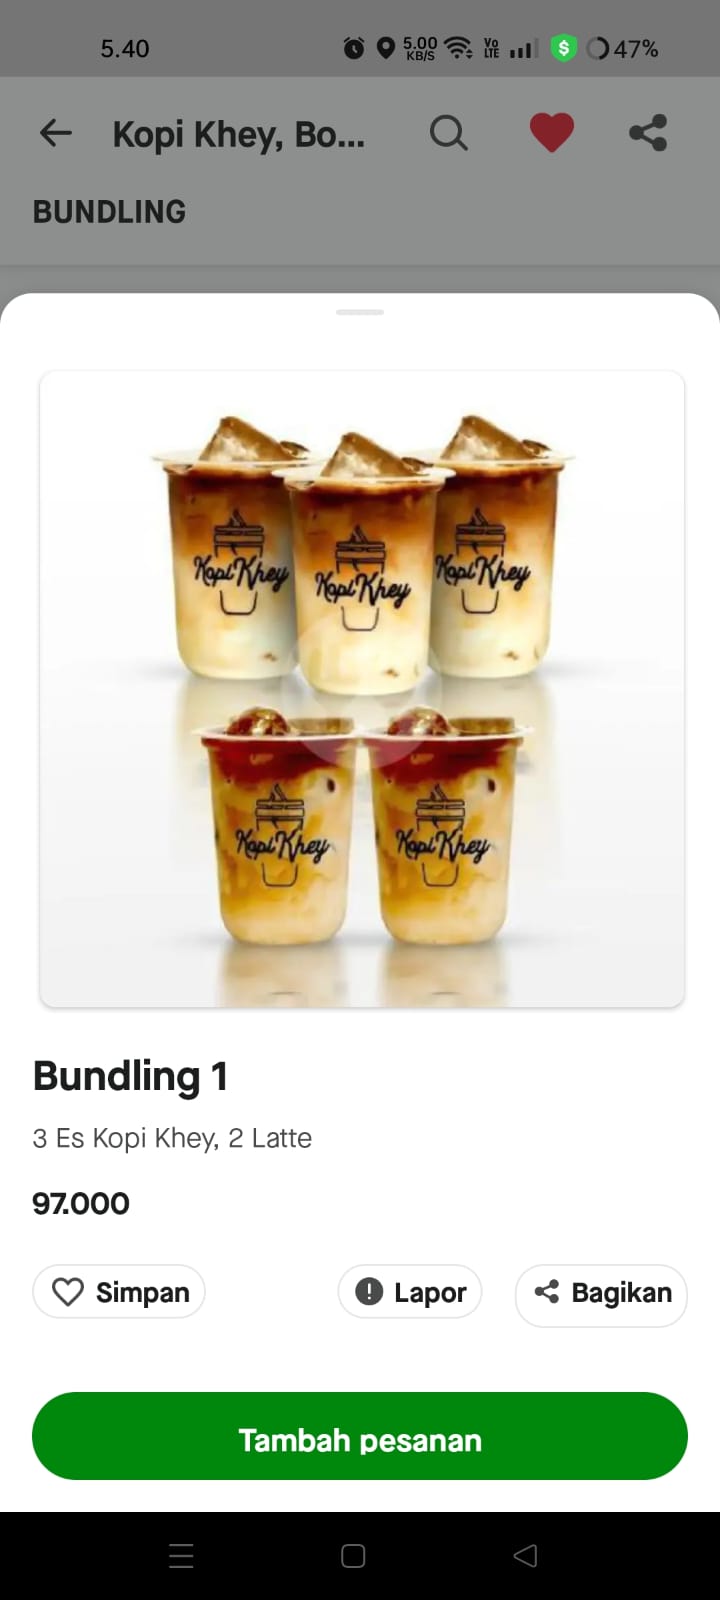 5.40
5.00 KB/S
Vo LTE
$
47%
Kopi Khey, Bo...
BUNDLING
Kopi Khey
Kopi Khey
Kopi Khey
Kopi Khey
Kopi Khey
Bundling 1
3 Es Kopi Khey, 2 Latte
97.000
Simpan
Lapor
Bagikan
Tambah pesanan